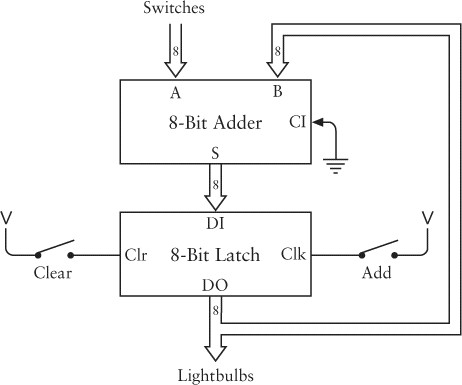 Switches
8 8
A B
8-Bit Adder CI
S
8
DI
V V
Clr 8-Bit Latch Clk
Clear Add
DO
8
Lightbulbs